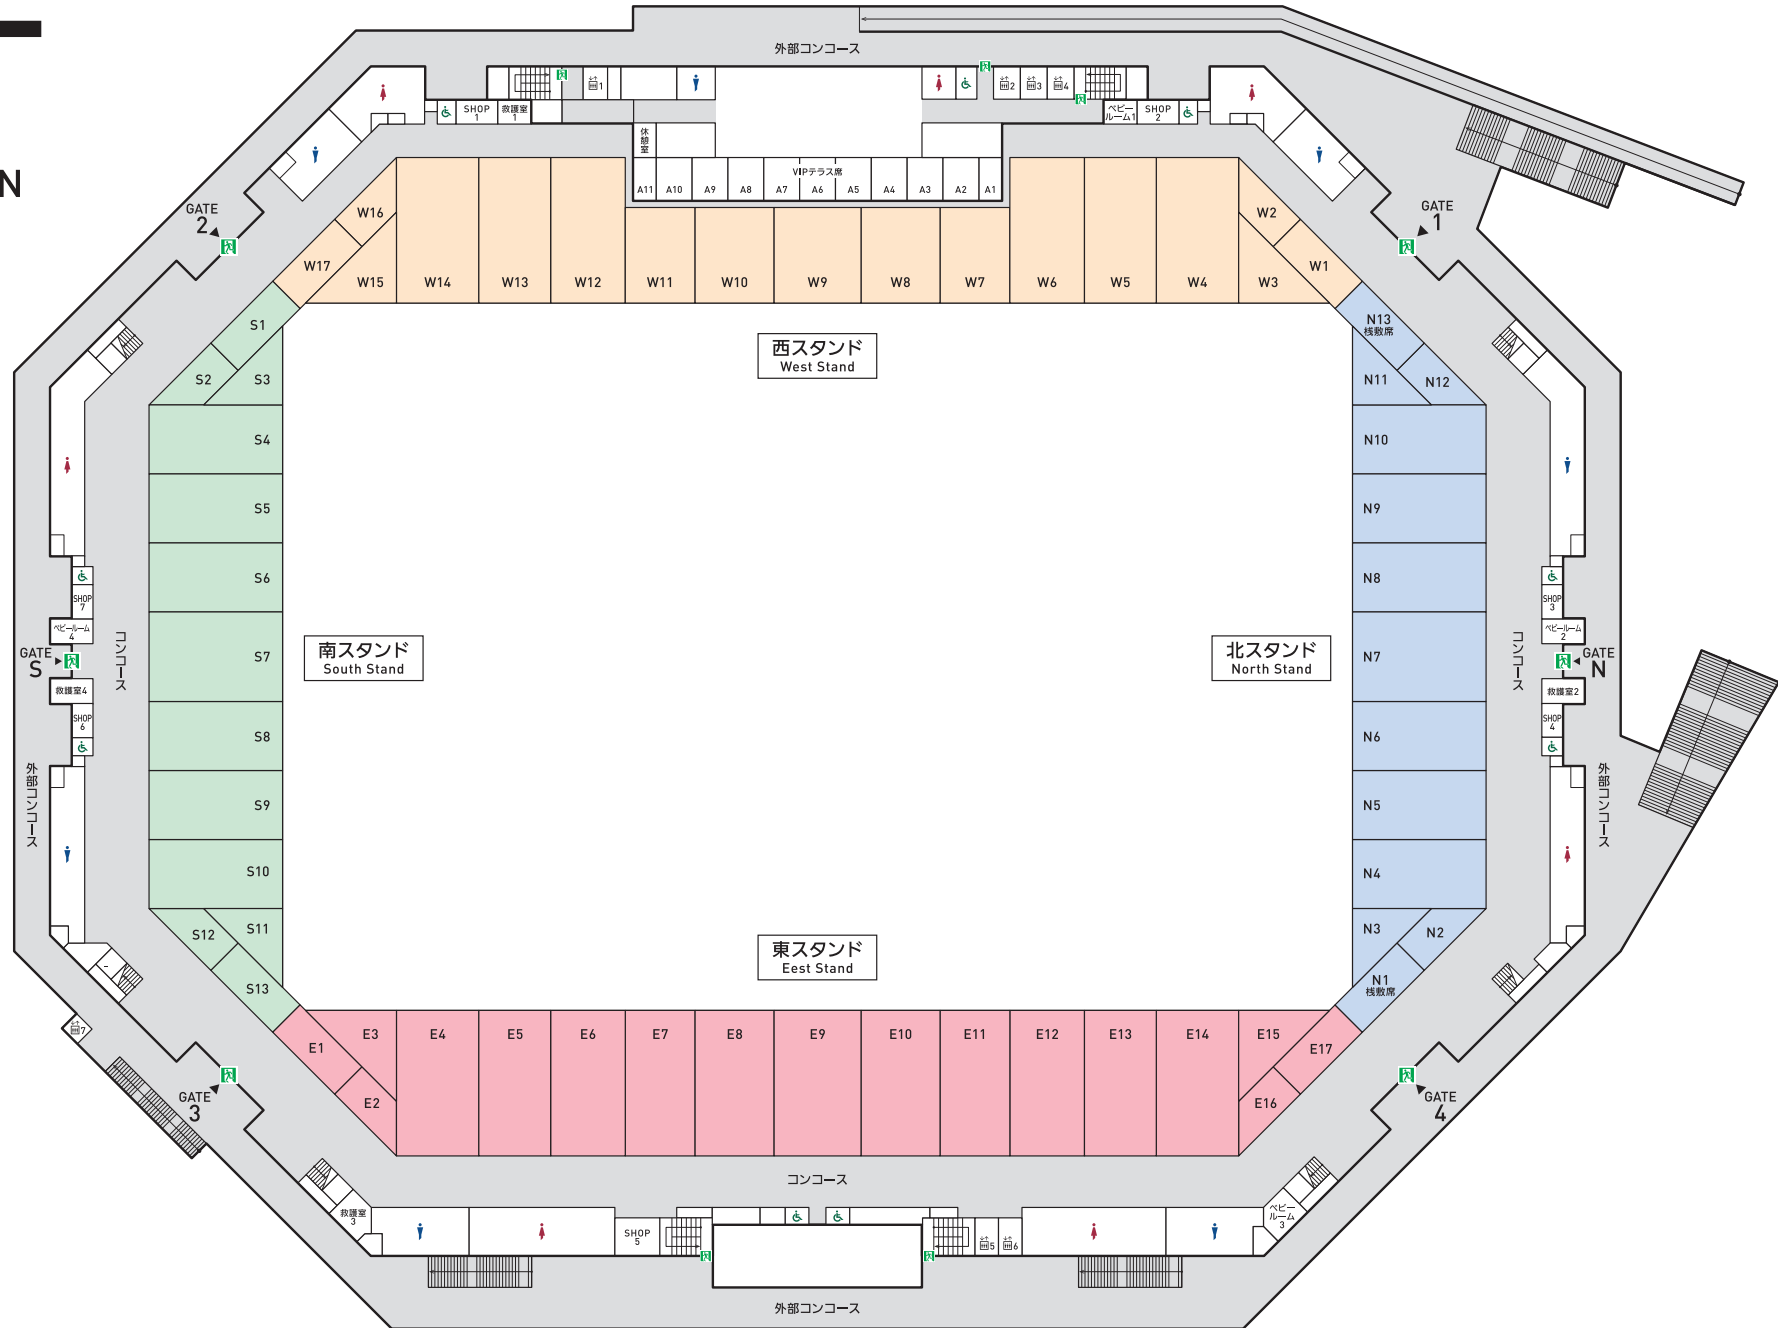 外部コンコース
N
1
2
3
4
SHOP
1
救護室
1
ベビー
ルーム1
SHOP
2
休憩室
VIPテラス席
A11
A10
A9
A8
A7
A6
A5
A4
A3
A2
A1
GATE
2
GATE
1
W16
W17
W15
W14
W13
W12
W11
W10
W9
W8
W7
W6
W5
W4
W3
W2
W1
S1
S2
S3
S4
S5
S6
S7
S8
S9
S10
S11
S12
S13
N13
桟敷席
N11
N12
N10
N9
N8
N7
N6
N5
N4
N3
N2
N1
桟敷席
西スタンド
West Stand
南スタンド
South Stand
北スタンド
North Stand
東スタンド
Eest Stand
SHOP
7
ベビールーム
4
GATE
S
救護室4
SHOP
6
コンコース
外部コンコース
SHOP
3
ベビールーム
2
GATE
N
救護室2
SHOP
4
コンコース
外部コンコース
E1
E2
E3
E4
E5
E6
E7
E8
E9
E10
E11
E12
E13
E14
E15
E16
E17
7
GATE
3
GATE
4
コンコース
救護室
3
SHOP
5
5
6
ベビー
ルーム
3
外部コンコース